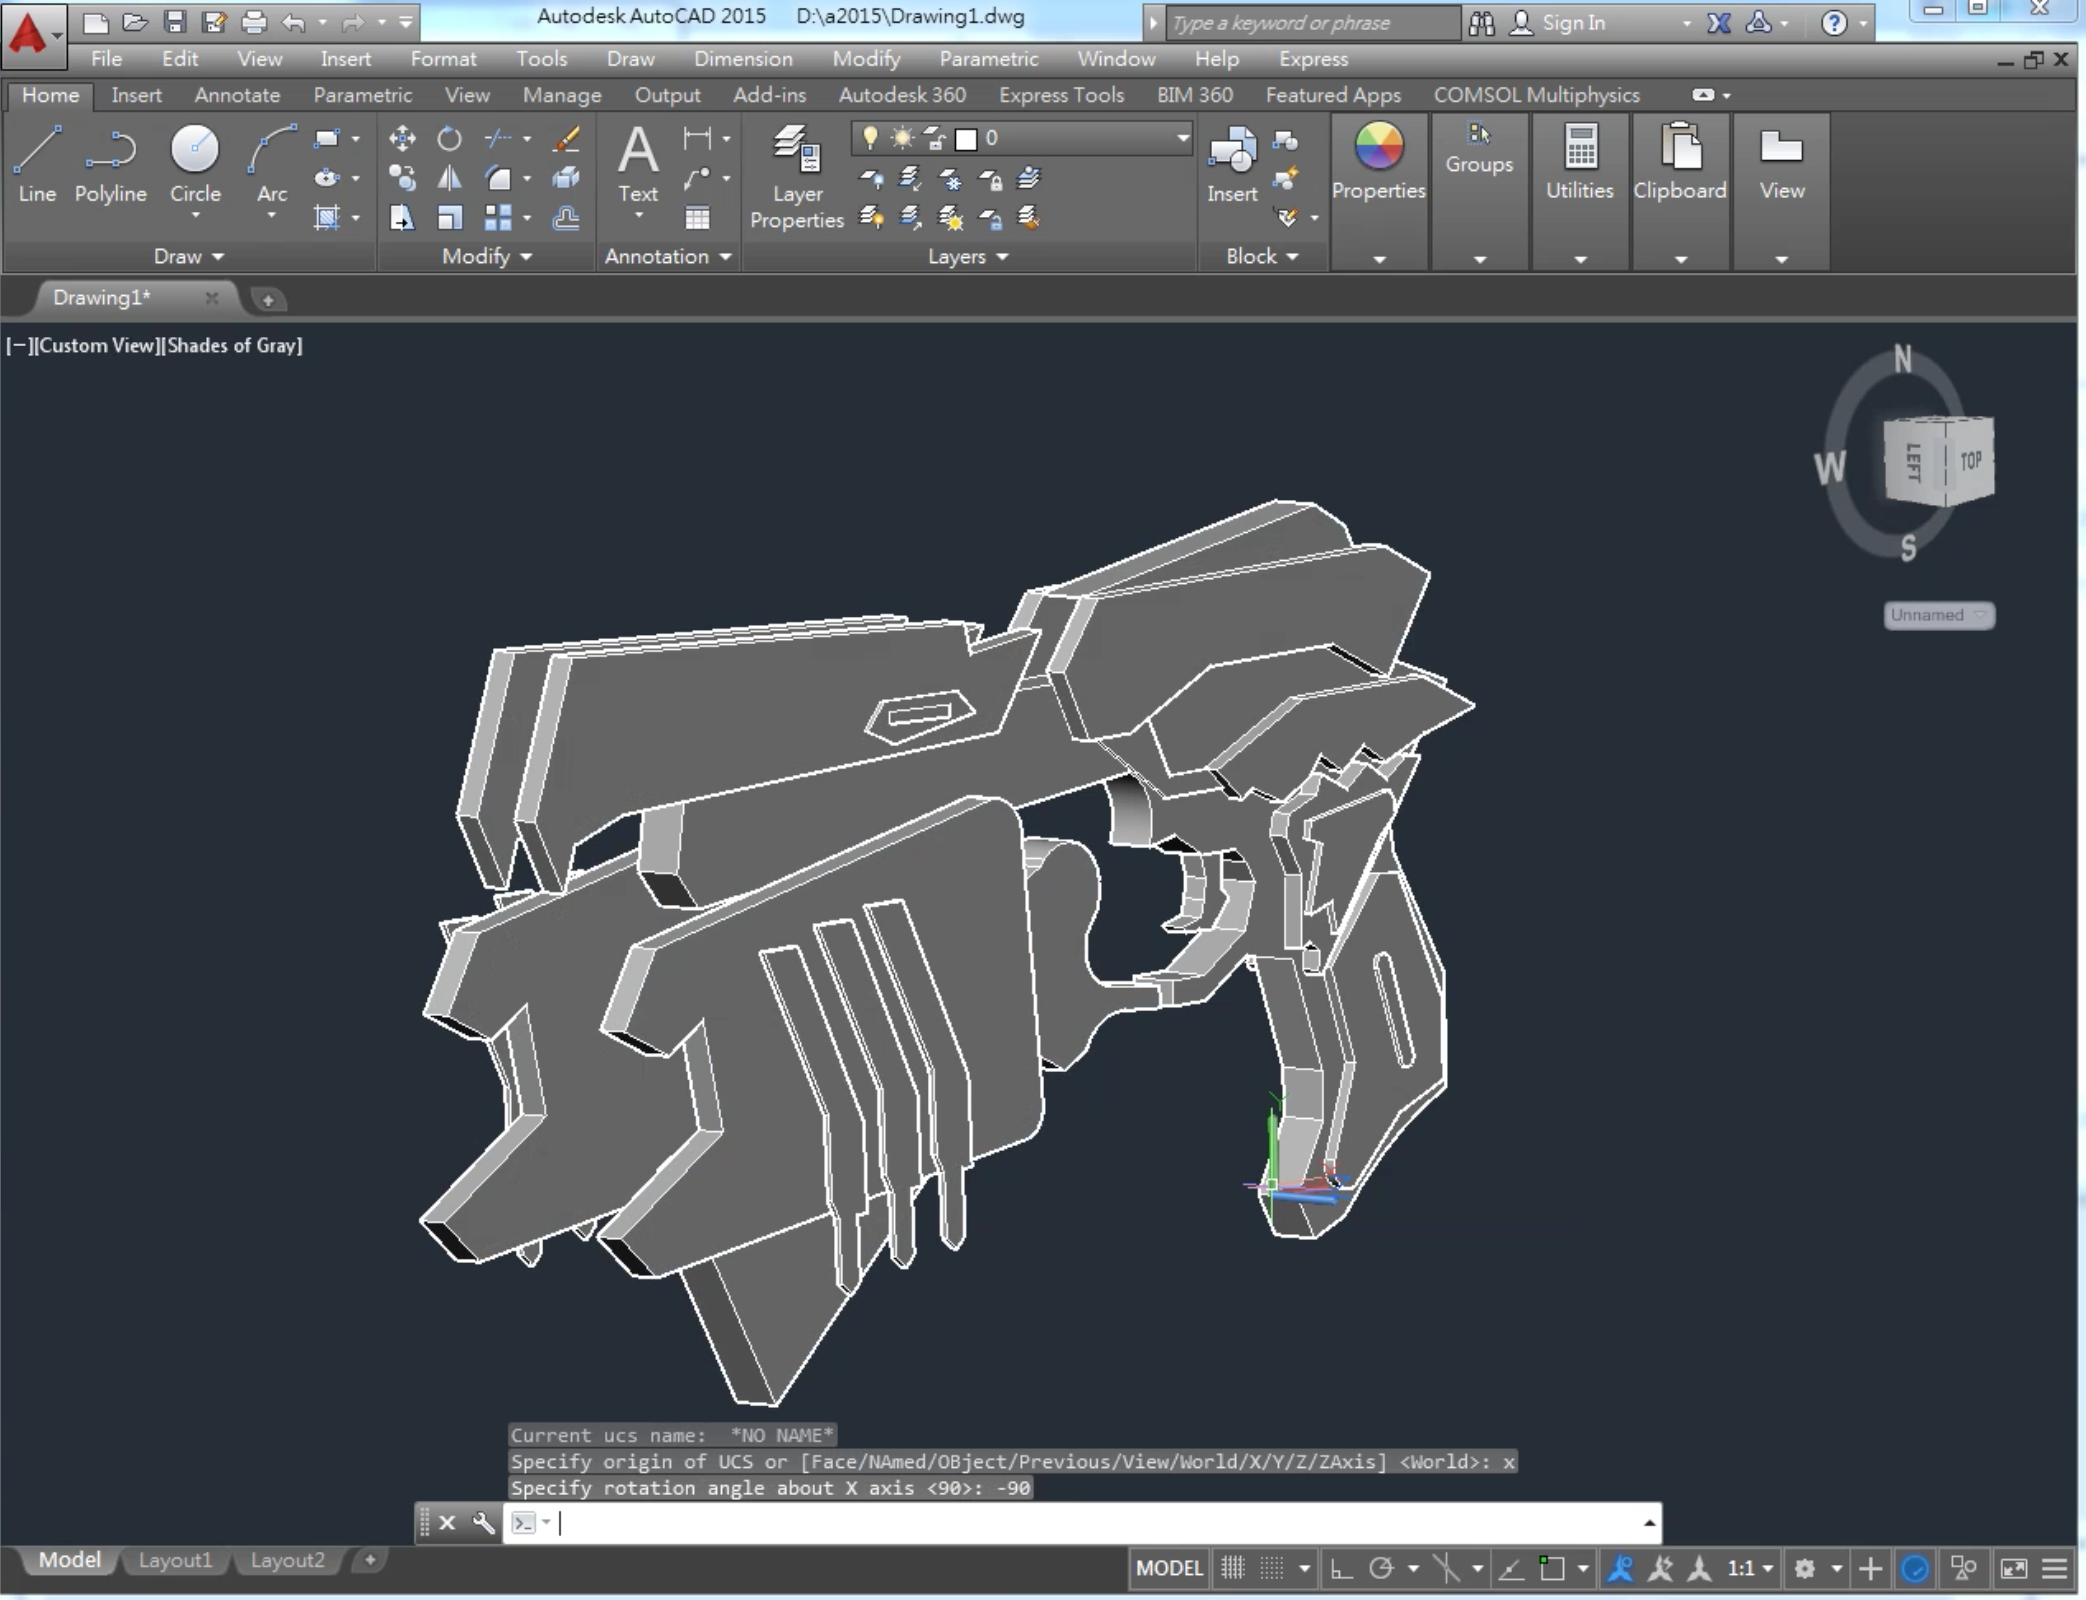 Autodesk AutoCAD 2015 D:\a2015\Drawing1.dwg
Type a keyword or phrase
Sign In
File Edit View Insert Format Tools Draw Dimension Modify Parametric Window Help Express
Home Insert Annotate Parametric View Manage Output Add-ins Autodesk 360 Express Tools BIM 360 Featured Apps COMSOL Multiphysics
Line Polyline Circle Arc
Draw
Modify
A
Text
Annotation
Layer
Properties
0
Layers
Insert
Block
Properties
Groups
Utilities
Clipboard
View
Drawing1*
[−][Custom View][Shades of Gray]
N
W
LEFT
TOP
S
Unnamed
Y
X
Current ucs name: *NO NAME*
Specify origin of UCS or [Face/NAmed/OBject/Previous/View/World/X/Y/Z/ZAxis] <World>: x
Specify rotation angle about X axis <90>: -90
Model Layout1 Layout2
MODEL
1:1